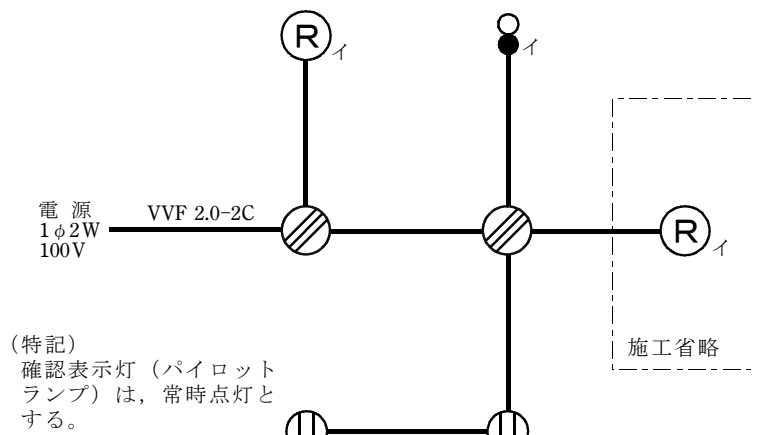 R
イ
イ
電源
1φ2W
100V
VVF 2.0-2C
R
イ
施工省略
（特記）
確認表示灯（パイロット
ランプ）は，常時点灯と
する。